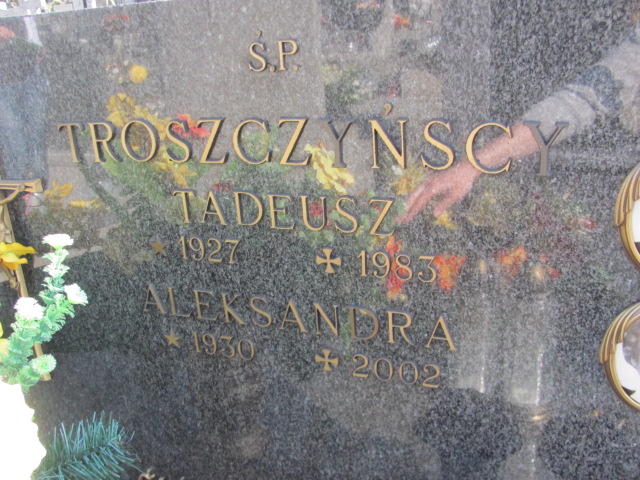 Ś.P.
TROSZCZYŃSCY
TADEUSZ
★ 1927 ✠ 1983
ALEKSANDRA
★ 1930 ✠ 2002